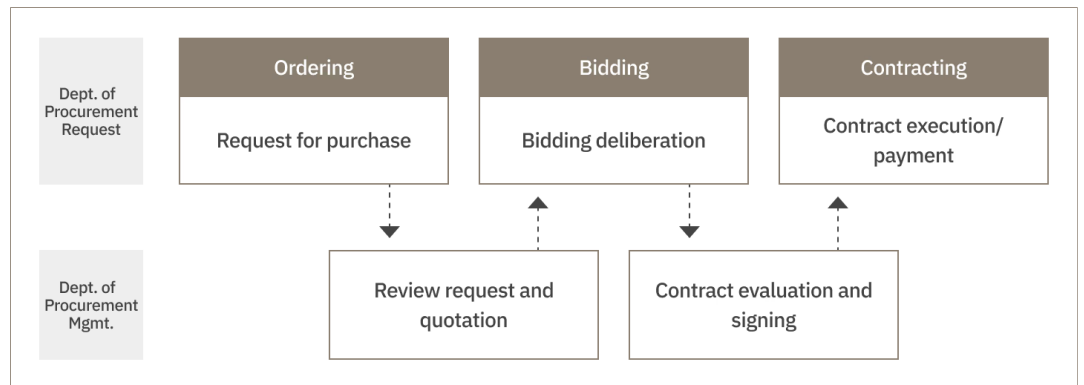 Dept. of
Procurement
Request
Ordering
Request for purchase
Bidding
Bidding deliberation
Contracting
Contract execution/
payment
Dept. of
Procurement
Mgmt.
Review request and
quotation
Contract evaluation and
signing